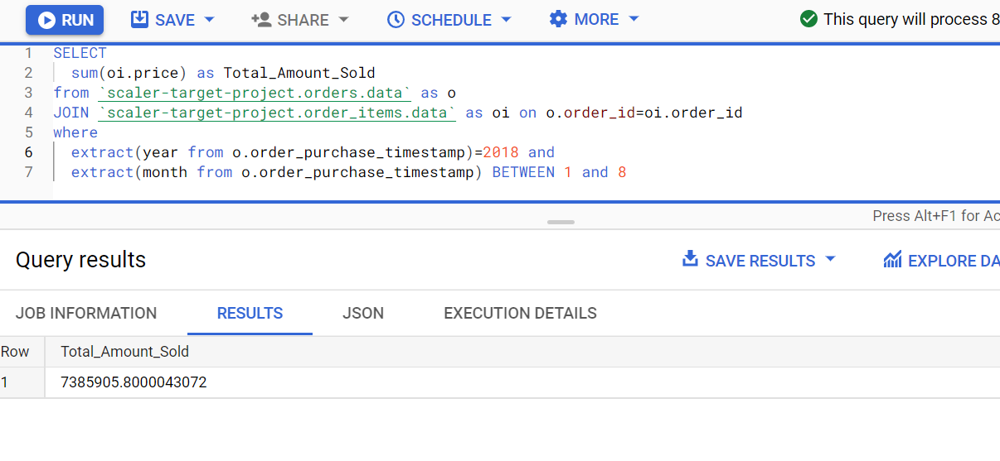 RUN SAVE SHARE SCHEDULE MORE This query will process 8
1 SELECT
2 sum(oi.price) as Total_Amount_Sold
3 from `scaler-target-project.orders.data` as o
4 JOIN `scaler-target-project.order_items.data` as oi on o.order_id=oi.order_id
5 where
6 extract(year from o.order_purchase_timestamp)=2018 and
7 extract(month from o.order_purchase_timestamp) BETWEEN 1 and 8
Press Alt+F1 for Ac
Query results SAVE RESULTS EXPLORE DA
JOB INFORMATION RESULTS JSON EXECUTION DETAILS
Row Total_Amount_Sold
1 7385905.8000043072